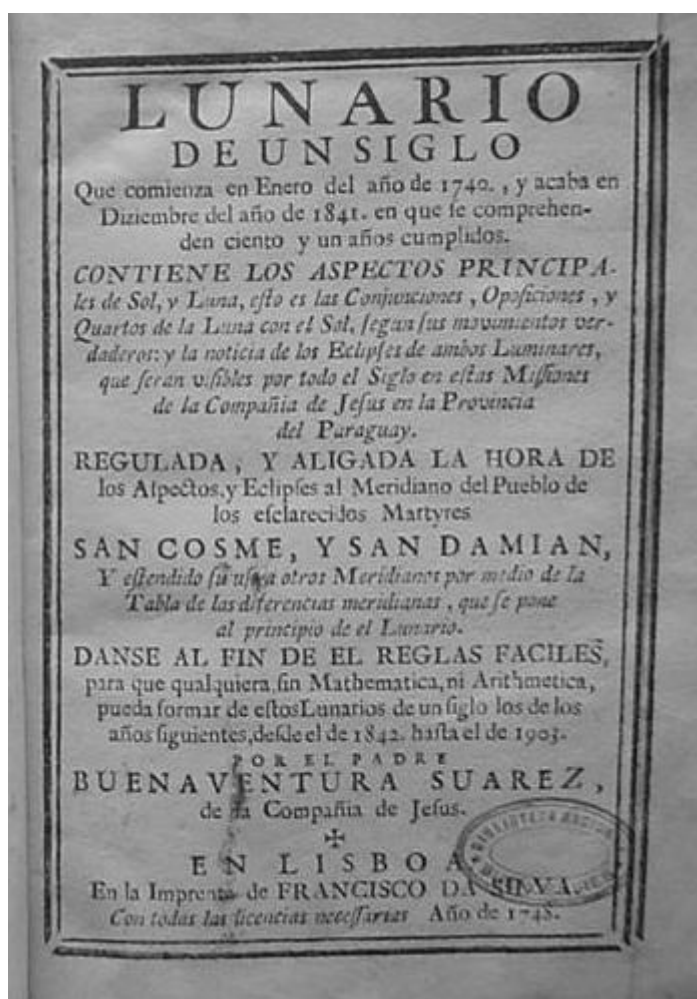 LUNARIO
DE UN SIGLO
Que comienza en Enero del año de 1740., y acaba en
Diziembre del año de 1841. en que ſe comprehen-
den ciento y un años cumplidos.
CONTIENE LOS ASPECTOS PRINCIPA-
les de Sol, y Luna, eſto es las Conjunciones, Opoſiciones, y
Quartos de la Luna con el Sol, ſegun ſus movimientos ver-
daderos: y la noticia de los Eclipſes de ambos Luminares,
que ſeran viſibles por todo el Siglo en eſtas Miſſiones
de la Compañia de Jeſus en la Provincia
del Paraguay.
REGULADA, Y ALIGADA LA HORA DE
los Aſpectos, y Eclipſes al Meridiano del Pueblo de
los eſclarecidos Martyres
SAN COSME, Y SAN DAMIAN,
Y eſtendido ſu uſo a otros Meridianos por medio de la
Tabla de las diferencias meridianas, que ſe pone
al principio de el Lunario.
DANSE AL FIN DE EL REGLAS FACILES,
para que qualquiera, ſin Mathematica, ni Arithmetica,
pueda formar de eſtos Lunarios de un ſiglo los de los
años ſiguientes, deſde el de 1842. haſta el de 1903.
POR EL PADRE
BUENAVENTURA SUAREZ,
de la Compañia de Jeſus.
EN LISBOA
En la Imprenta de FRANCISCO DA SILVA.
Con todas las licencias neceſſarias Año de 1748.
BIBLIOTECA